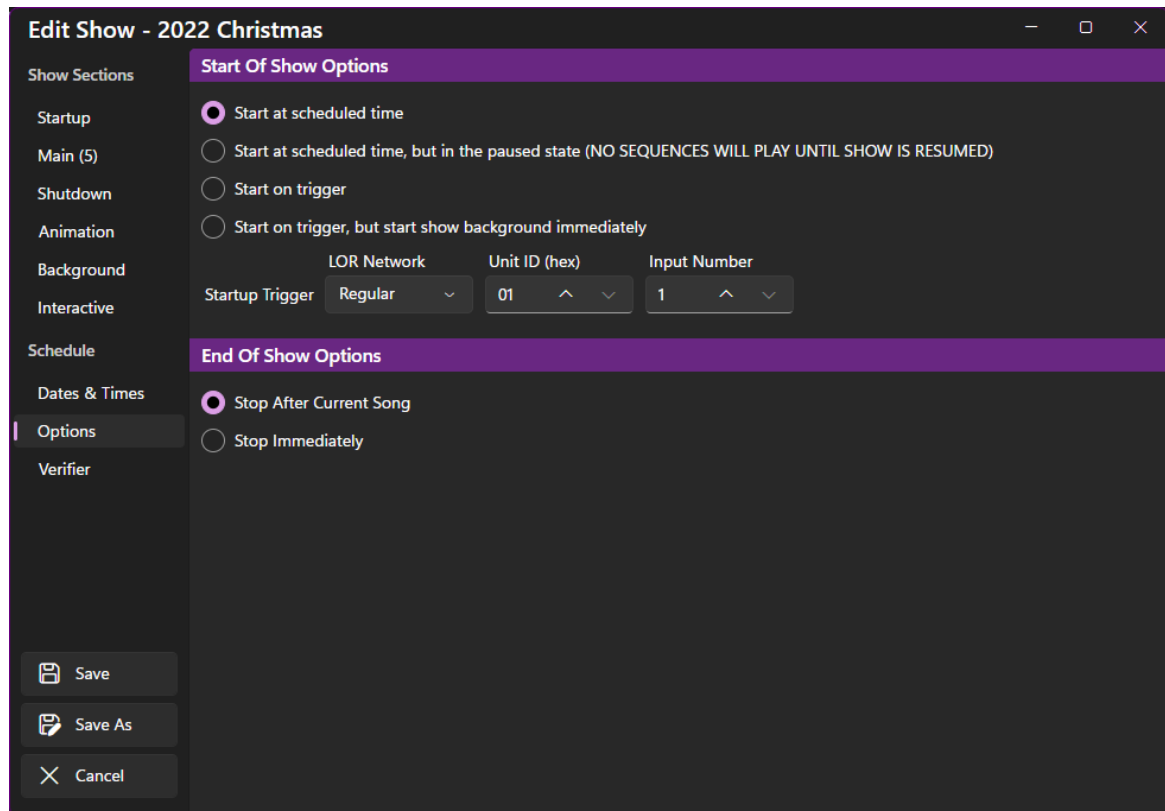 Edit Show - 2022 Christmas
Show Sections
Startup
Main (5)
Shutdown
Animation
Background
Interactive
Schedule
Dates & Times
Options
Verifier
Save
Save As
Cancel
Start Of Show Options
Start at scheduled time
Start at scheduled time, but in the paused state (NO SEQUENCES WILL PLAY UNTIL SHOW IS RESUMED)
Start on trigger
Start on trigger, but start show background immediately
LOR Network Unit ID (hex) Input Number
Startup Trigger Regular 01 1
End Of Show Options
Stop After Current Song
Stop Immediately